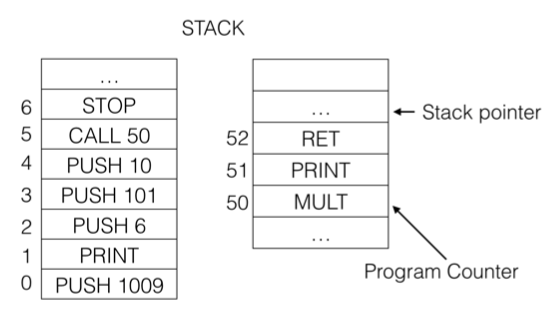 STACK
...
6 STOP
5 CALL 50
4 PUSH 10
3 PUSH 101
2 PUSH 6
1 PRINT
0 PUSH 1009
... Stack pointer
52 RET
51 PRINT
50 MULT
...
Program Counter